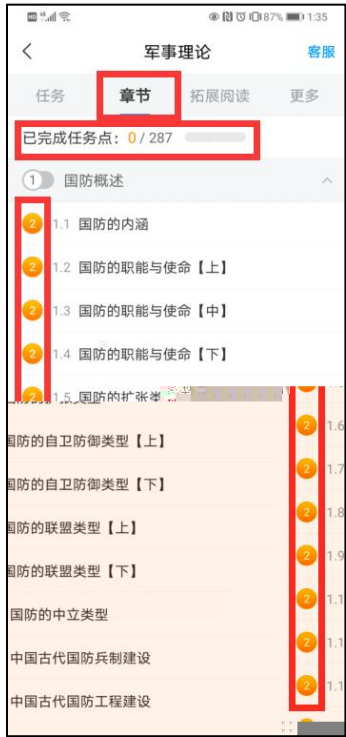 HD 4G 87% 1:35
军事理论 客服
任务 章节 拓展阅读 更多
已完成任务点：0 / 287
1 国防概述
2 1.1 国防的内涵
2 1.2 国防的职能与使命【上】
2 1.3 国防的职能与使命【中】
2 1.4 国防的职能与使命【下】
2 1.5 国防的扩张类
2 1.6
国防的自卫防御类型【上】
2 1.7
国防的自卫防御类型【下】
2 1.8
国防的联盟类型【上】
2 1.9
国防的联盟类型【下】
2 1.1
国防的中立类型
2 1.1
中国古代国防兵制建设
2 1.1
中国古代国防工程建设